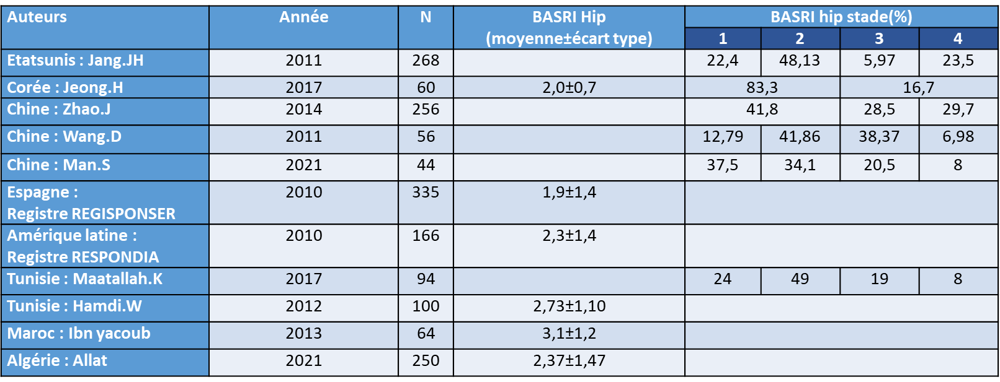 Auteurs Année N BASRI Hip BASRI hip stade(%)
(moyenne±écart type) 1 2 3 4
Etatsunis : Jang.JH 2011 268 22,4 48,13 5,97 23,5
Corée : Jeong.H 2017 60 2,0±0,7 83,3 16,7
Chine : Zhao.J 2014 256 41,8 28,5 29,7
Chine : Wang.D 2011 56 12,79 41,86 38,37 6,98
Chine : Man.S 2021 44 37,5 34,1 20,5 8
Espagne : 2010 335 1,9±1,4
Registre REGISPONSER
Amérique latine : 2010 166 2,3±1,4
Registre RESPONDIA
Tunisie : Maatallah.K 2017 94 24 49 19 8
Tunisie : Hamdi.W 2012 100 2,73±1,10
Maroc : Ibn yacoub 2013 64 3,1±1,2
Algérie : Allat 2021 250 2,37±1,47